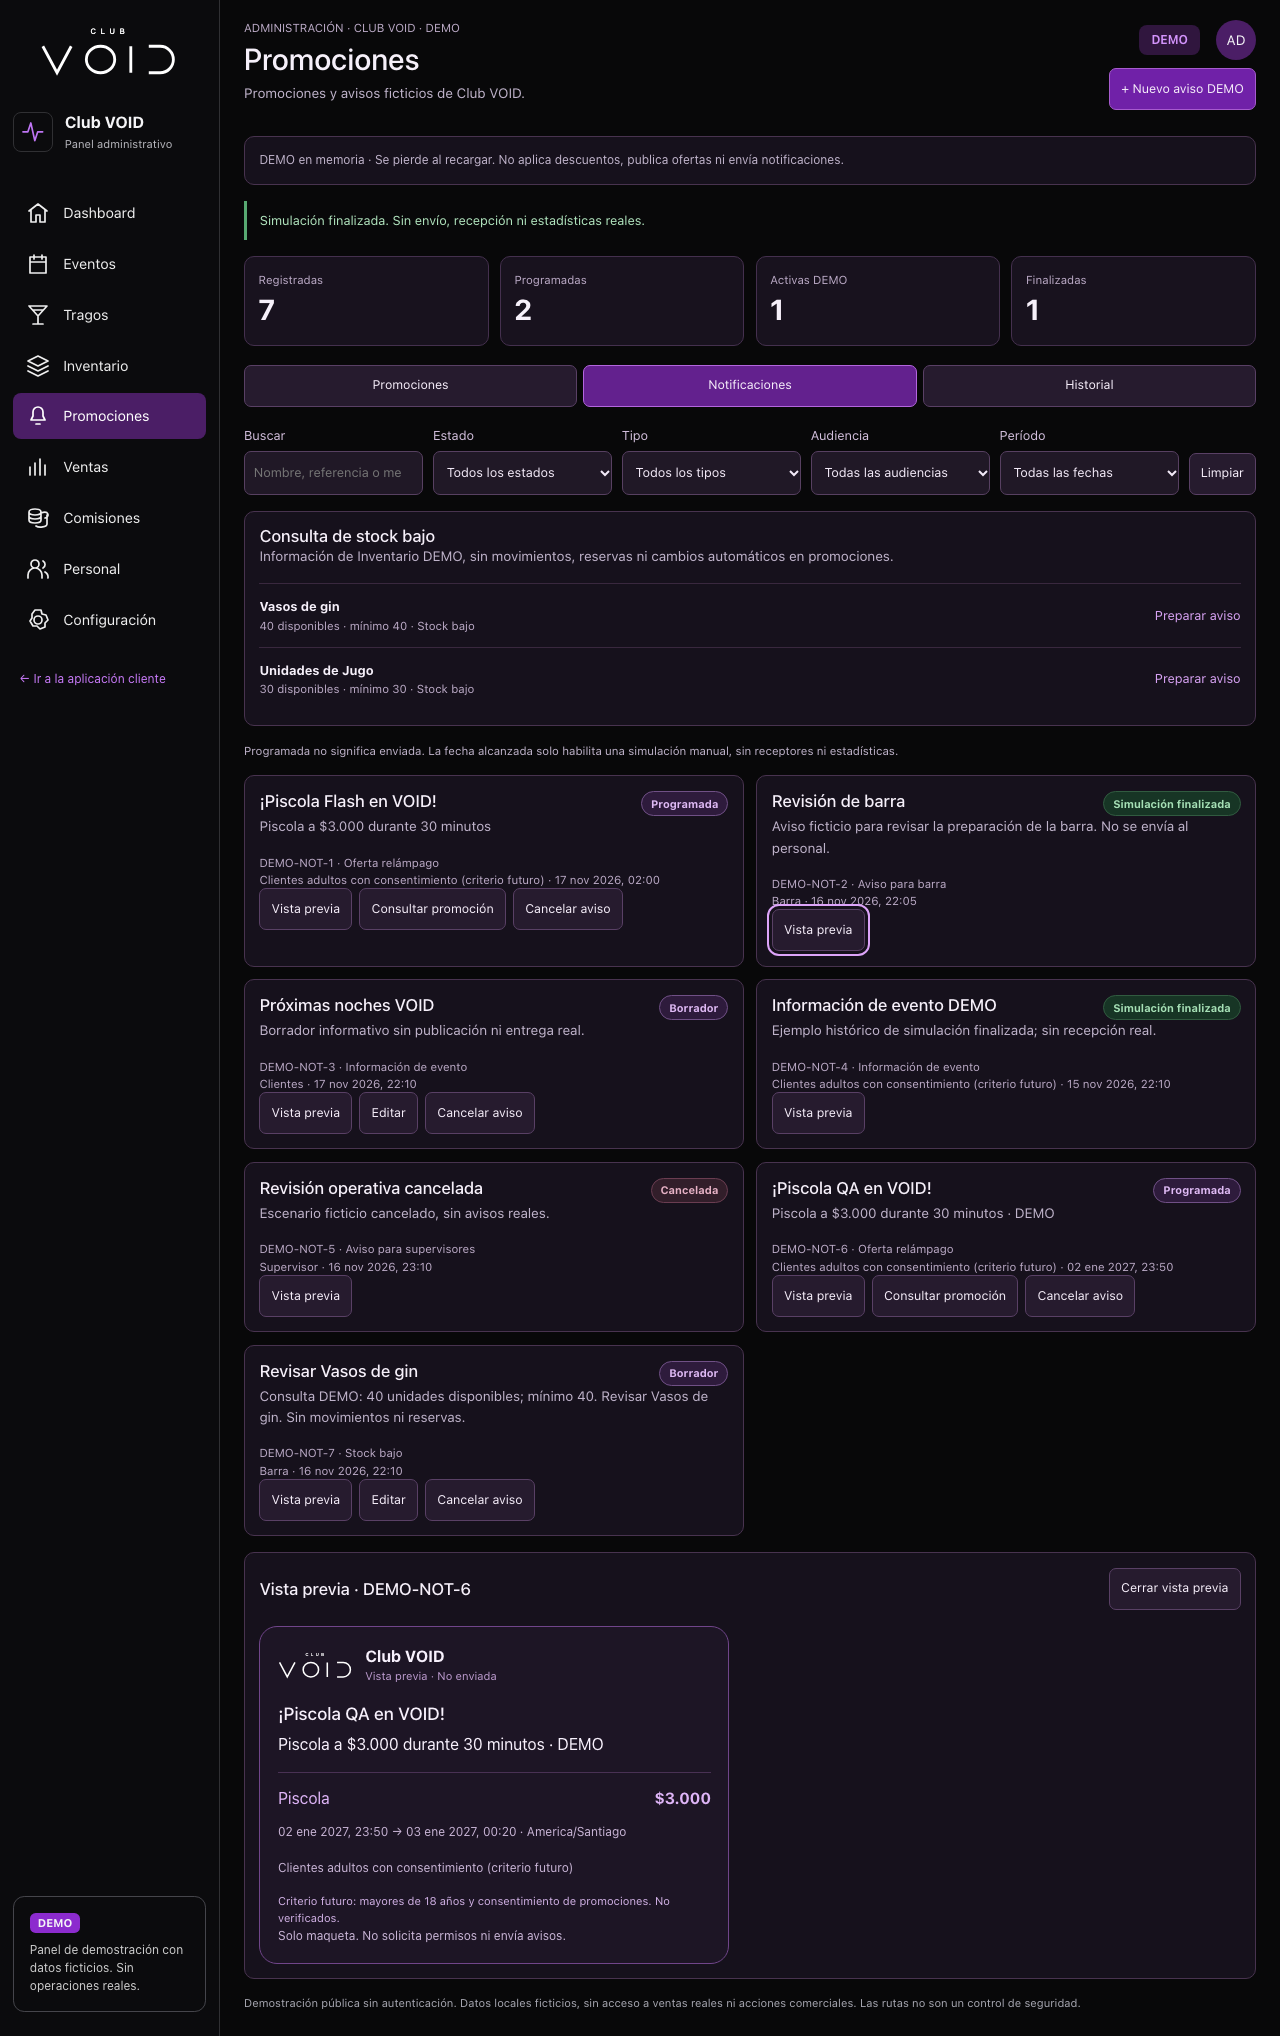 CLUB
VOID
Club VOID
Panel administrativo
Dashboard
Eventos
Tragos
Inventario
Promociones
Ventas
Comisiones
Personal
Configuración
← Ir a la aplicación cliente
DEMO
Panel de demostración con
datos ficticios. Sin
operaciones reales.
ADMINISTRACIÓN · CLUB VOID · DEMO
Promociones
Promociones y avisos ficticios de Club VOID.
DEMO
AD
+ Nuevo aviso DEMO
DEMO en memoria · Se pierde al recargar. No aplica descuentos, publica ofertas ni envía notificaciones.
Simulación finalizada. Sin envío, recepción ni estadísticas reales.
Registradas
7
Programadas
2
Activas DEMO
1
Finalizadas
1
Promociones
Notificaciones
Historial
Buscar
Nombre, referencia o me
Estado
Todos los estados
Tipo
Todos los tipos
Audiencia
Todas las audiencias
Período
Todas las fechas
Limpiar
Consulta de stock bajo
Información de Inventario DEMO, sin movimientos, reservas ni cambios automáticos en promociones.
Vasos de gin
40 disponibles · mínimo 40 · Stock bajo
Preparar aviso
Unidades de Jugo
30 disponibles · mínimo 30 · Stock bajo
Preparar aviso
Programada no significa enviada. La fecha alcanzada solo habilita una simulación manual, sin receptores ni estadísticas.
¡Piscola Flash en VOID!
Programada
Piscola a $3.000 durante 30 minutos
DEMO-NOT-1 · Oferta relámpago
Clientes adultos con consentimiento (criterio futuro) · 17 nov 2026, 02:00
Vista previa
Consultar promoción
Cancelar aviso
Revisión de barra
Simulación finalizada
Aviso ficticio para revisar la preparación de la barra. No se envía al
personal.
DEMO-NOT-2 · Aviso para barra
Barra · 16 nov 2026, 22:05
Vista previa
Próximas noches VOID
Borrador
Borrador informativo sin publicación ni entrega real.
DEMO-NOT-3 · Información de evento
Clientes · 17 nov 2026, 22:10
Vista previa
Editar
Cancelar aviso
Información de evento DEMO
Simulación finalizada
Ejemplo histórico de simulación finalizada; sin recepción real.
DEMO-NOT-4 · Información de evento
Clientes adultos con consentimiento (criterio futuro) · 15 nov 2026, 22:10
Vista previa
Revisión operativa cancelada
Cancelada
Escenario ficticio cancelado, sin avisos reales.
DEMO-NOT-5 · Aviso para supervisores
Supervisor · 16 nov 2026, 23:10
Vista previa
¡Piscola QA en VOID!
Programada
Piscola a $3.000 durante 30 minutos · DEMO
DEMO-NOT-6 · Oferta relámpago
Clientes adultos con consentimiento (criterio futuro) · 02 ene 2027, 23:50
Vista previa
Consultar promoción
Cancelar aviso
Revisar Vasos de gin
Borrador
Consulta DEMO: 40 unidades disponibles; mínimo 40. Revisar Vasos de
gin. Sin movimientos ni reservas.
DEMO-NOT-7 · Stock bajo
Barra · 16 nov 2026, 22:10
Vista previa
Editar
Cancelar aviso
Vista previa · DEMO-NOT-6
Cerrar vista previa
CLUB
VOID
Club VOID
Vista previa · No enviada
¡Piscola QA en VOID!
Piscola a $3.000 durante 30 minutos · DEMO
Piscola
$3.000
02 ene 2027, 23:50 → 03 ene 2027, 00:20 · America/Santiago
Clientes adultos con consentimiento (criterio futuro)
Criterio futuro: mayores de 18 años y consentimiento de promociones. No
verificados.
Solo maqueta. No solicita permisos ni envía avisos.
Demostración pública sin autenticación. Datos locales ficticios, sin acceso a ventas reales ni acciones comerciales. Las rutas no son un control de seguridad.